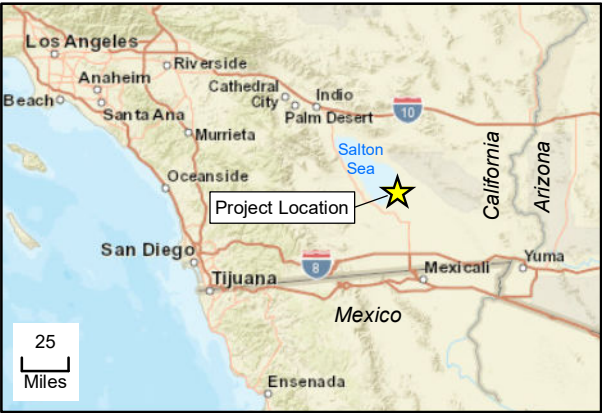 Los Angeles
Riverside
Anaheim
Cathedral
City
Indio
Beach
Santa Ana
Palm Desert
10
Murrieta
Salton
Sea
California
Arizona
Oceanside
Project Location
San Diego
8
Yuma
Tijuana
Mexicali
Mexico
25
Miles
Ensenada